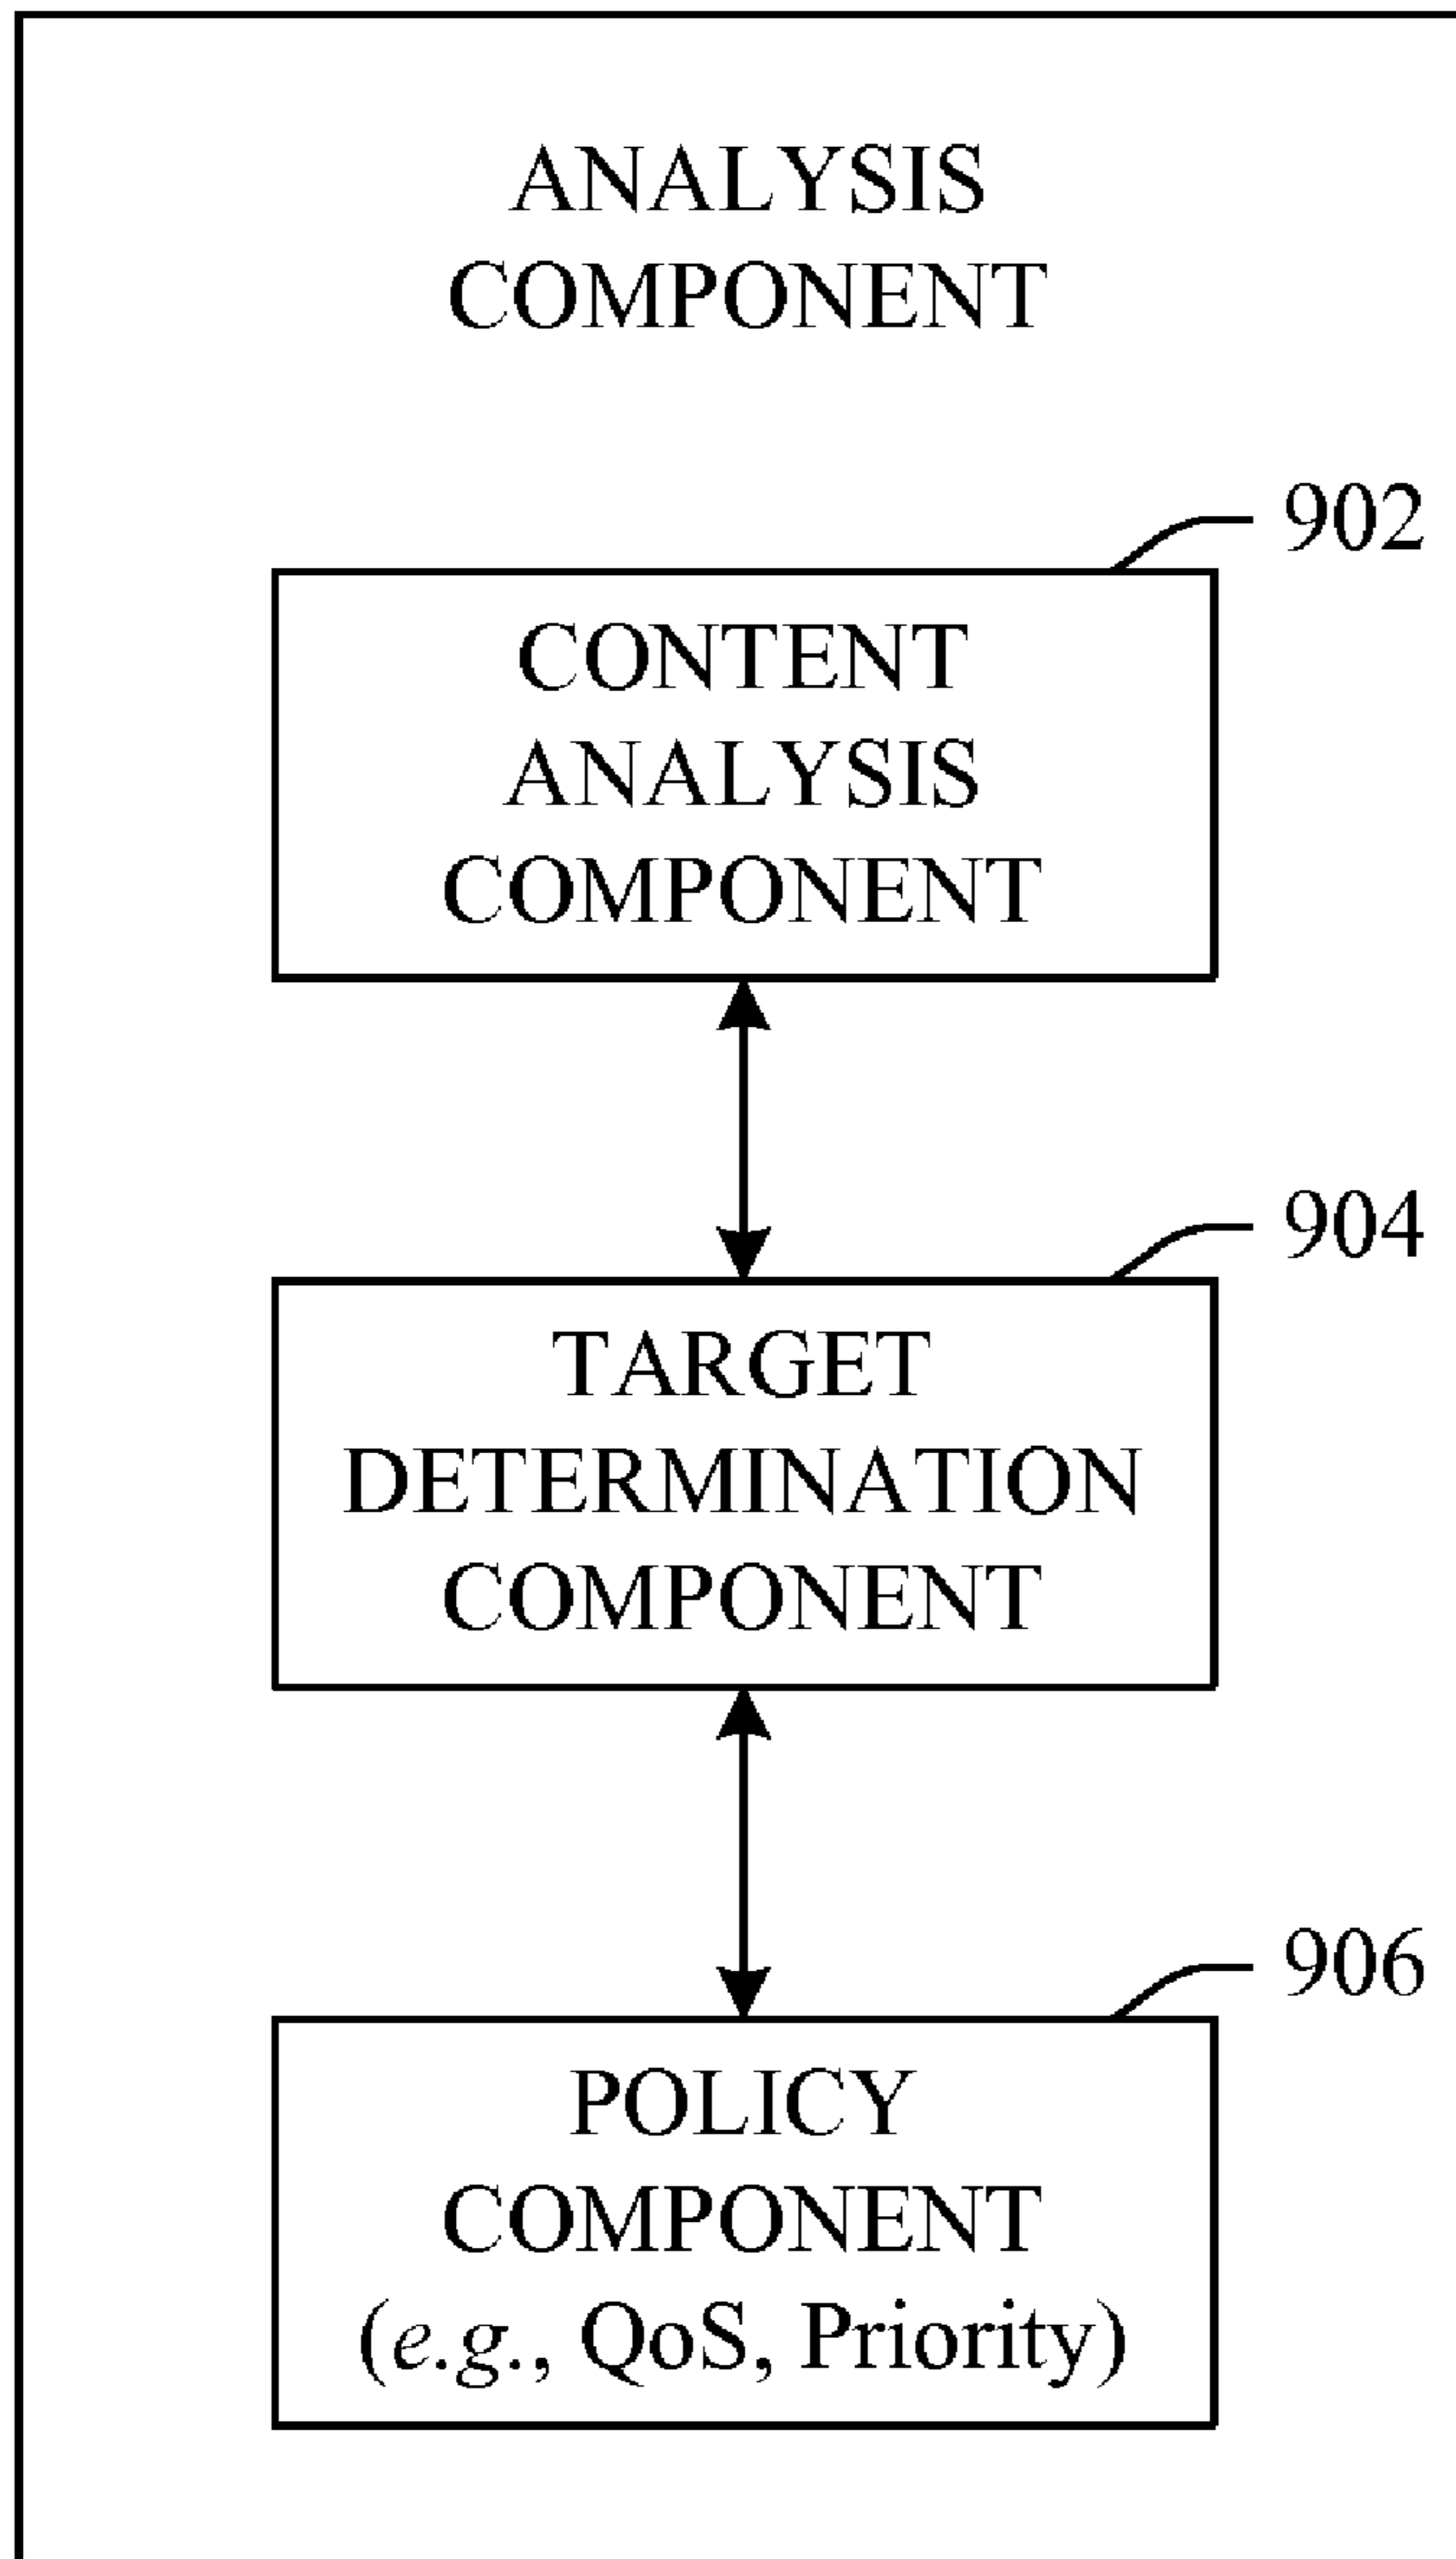 ANALYSIS
COMPONENT
902
CONTENT
ANALYSIS
COMPONENT
904
TARGET
DETERMINATION
COMPONENT
906
POLICY
COMPONENT
(e.g., QoS, Priority)